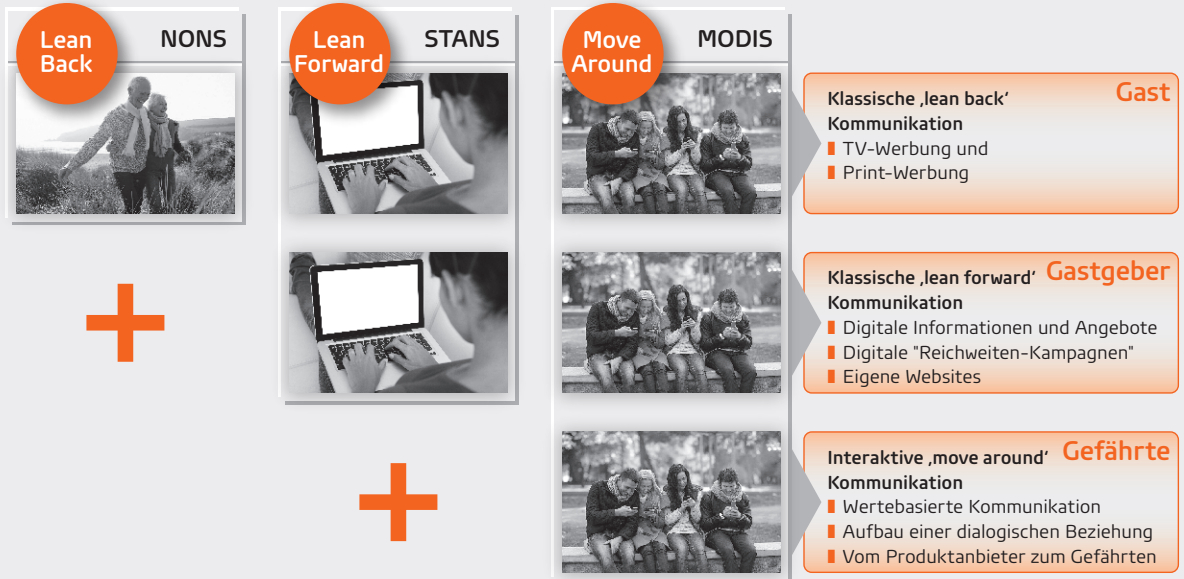 Lean
Back
NONS
Lean
Forward
STANS
Move
Around
MODIS
Gast
Klassische ‚lean back‘
Kommunikation
TV-Werbung und
Print-Werbung
Gastgeber
Klassische ‚lean forward‘
Kommunikation
Digitale Informationen und Angebote
Digitale "Reichweiten-Kampagnen"
Eigene Websites
Gefährte
Interaktive ‚move around‘
Kommunikation
Wertebasierte Kommunikation
Aufbau einer dialogischen Beziehung
Vom Produktanbieter zum Gefährten